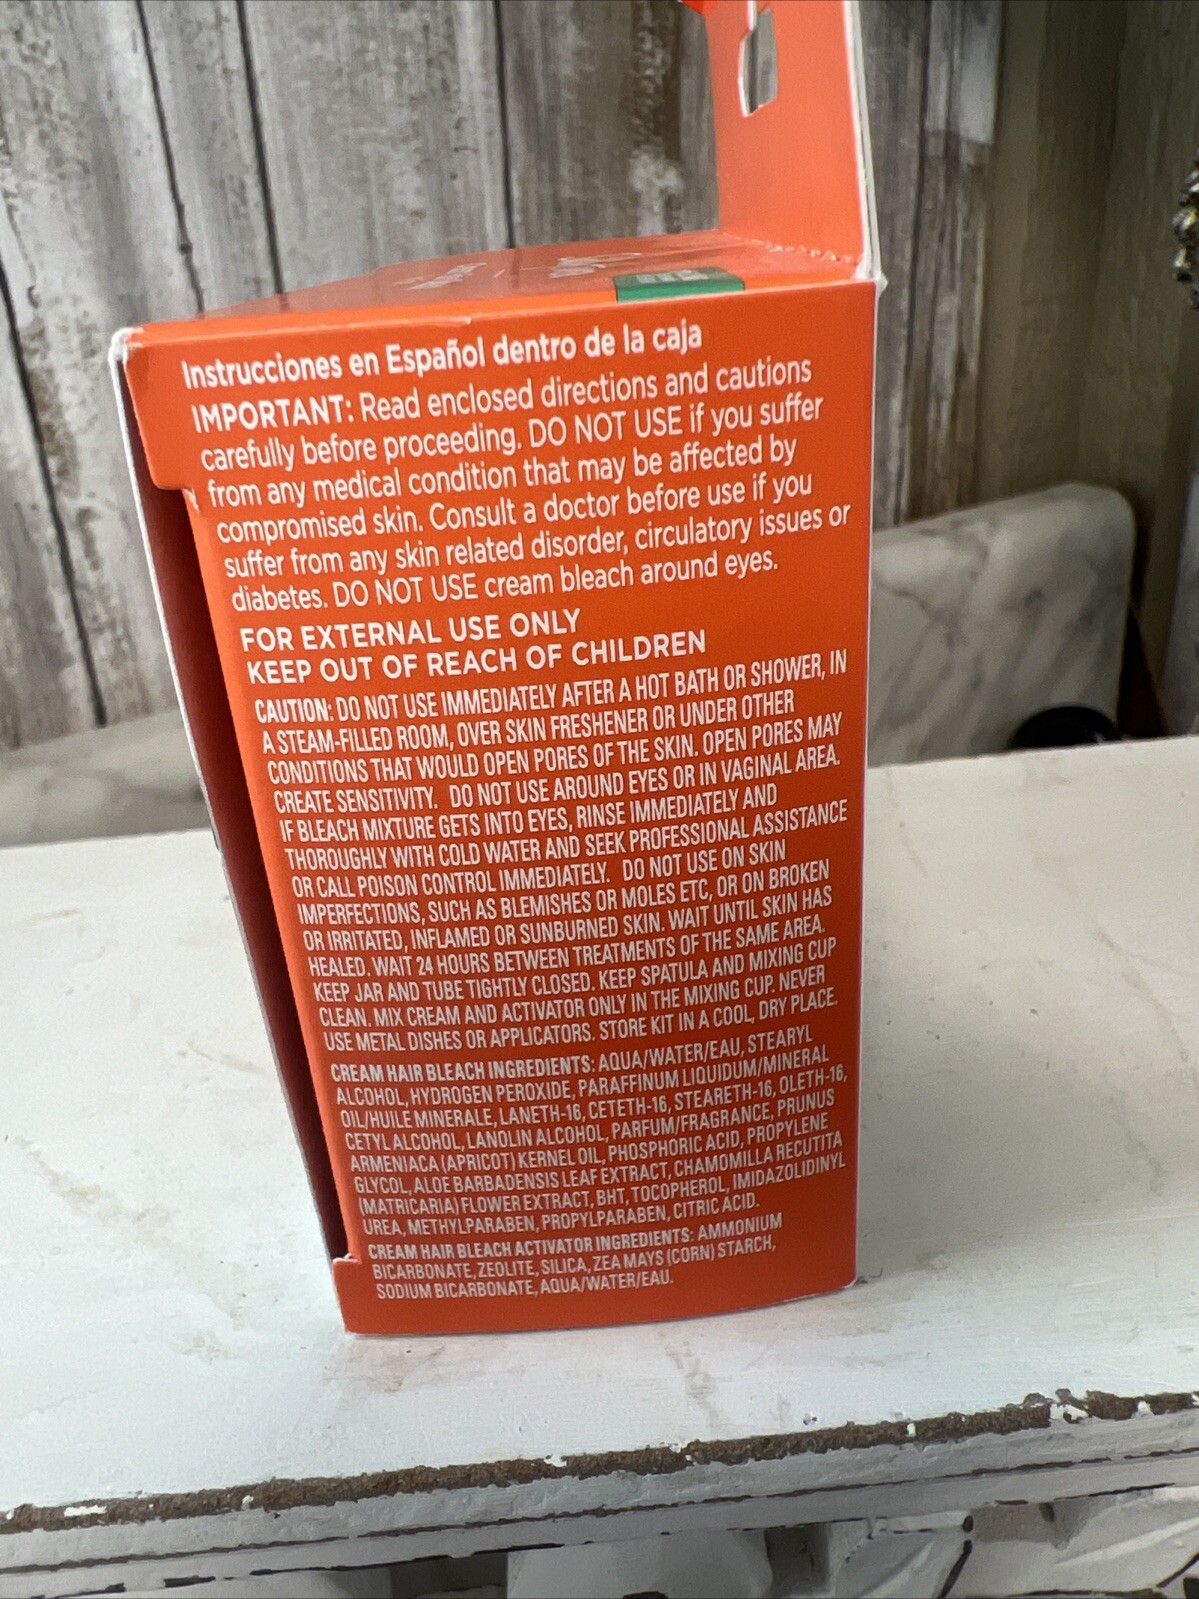 Instrucciones en Español dentro de la caja
IMPORTANT: Read enclosed directions and cautions
carefully before proceeding. DO NOT USE if you suffer
from any medical condition that may be affected by
compromised skin. Consult a doctor before use if you
suffer from any skin related disorder, circulatory issues or
diabetes. DO NOT USE cream bleach around eyes.
FOR EXTERNAL USE ONLY
KEEP OUT OF REACH OF CHILDREN
CAUTION: DO NOT USE IMMEDIATELY AFTER A HOT BATH OR SHOWER, IN
A STEAM-FILLED ROOM, OVER SKIN FRESHENER OR UNDER OTHER
CONDITIONS THAT WOULD OPEN PORES OF THE SKIN. OPEN PORES MAY
CREATE SENSITIVITY. DO NOT USE AROUND EYES OR IN VAGINAL AREA.
IF BLEACH MIXTURE GETS INTO EYES, RINSE IMMEDIATELY AND
THOROUGHLY WITH COLD WATER AND SEEK PROFESSIONAL ASSISTANCE
OR CALL POISON CONTROL IMMEDIATELY. DO NOT USE ON SKIN
IMPERFECTIONS, SUCH AS BLEMISHES OR MOLES ETC, OR ON BROKEN
OR IRRITATED, INFLAMED OR SUNBURNED SKIN. WAIT UNTIL SKIN HAS
HEALED. WAIT 24 HOURS BETWEEN TREATMENTS OF THE SAME AREA.
KEEP JAR AND TUBE TIGHTLY CLOSED. KEEP SPATULA AND MIXING CUP
CLEAN. MIX CREAM AND ACTIVATOR ONLY IN THE MIXING CUP. NEVER
USE METAL DISHES OR APPLICATORS. STORE KIT IN A COOL, DRY PLACE.
CREAM HAIR BLEACH INGREDIENTS: AQUA/WATER/EAU, STEARYL
ALCOHOL, HYDROGEN PEROXIDE, PARAFFINUM LIQUIDUM/MINERAL
OIL/HUILE MINERALE, LANETH-16, CETETH-16, STEARETH-16, OLETH-16,
CETYL ALCOHOL, LANOLIN ALCOHOL, PARFUM/FRAGRANCE, PRUNUS
ARMENIACA (APRICOT) KERNEL OIL, PHOSPHORIC ACID, PROPYLENE
GLYCOL, ALOE BARBADENSIS LEAF EXTRACT, CHAMOMILLA RECUTITA
(MATRICARIA) FLOWER EXTRACT, BHT, TOCOPHEROL, IMIDAZOLIDINYL
UREA, METHYLPARABEN, PROPYLPARABEN, CITRIC ACID.
CREAM HAIR BLEACH ACTIVATOR INGREDIENTS: AMMONIUM
BICARBONATE, ZEOLITE, SILICA, ZEA MAYS (CORN) STARCH,
SODIUM BICARBONATE, AQUA/WATER/EAU.